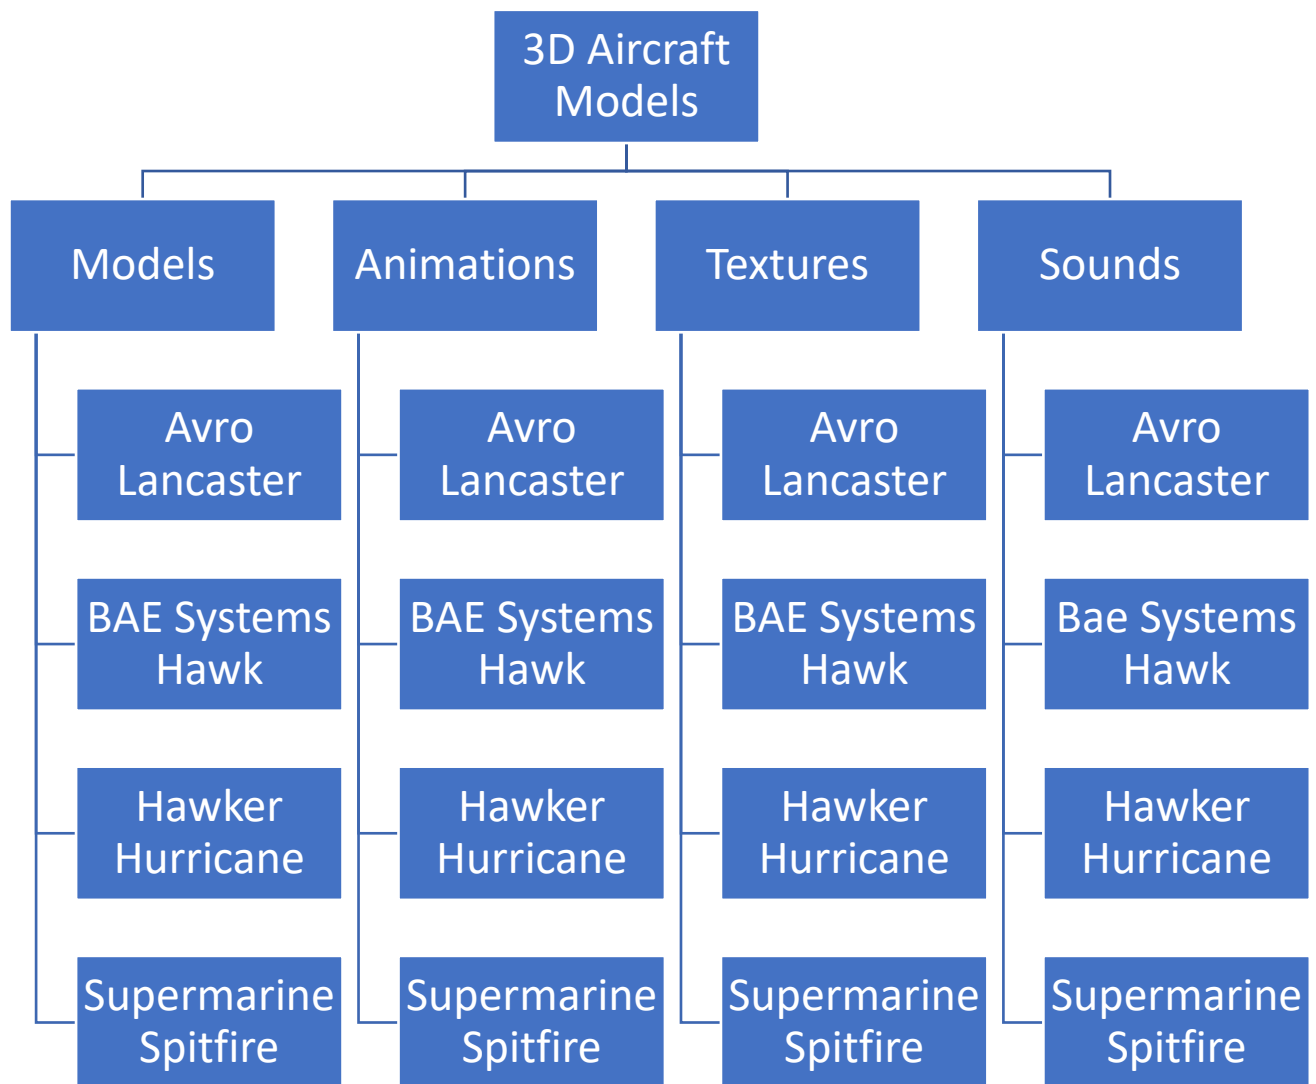 3D Aircraft
Models
Models
Animations
Textures
Sounds
Avro
Lancaster
Avro
Lancaster
Avro
Lancaster
Avro
Lancaster
BAE Systems
Hawk
BAE Systems
Hawk
BAE Systems
Hawk
Bae Systems
Hawk
Hawker
Hurricane
Hawker
Hurricane
Hawker
Hurricane
Hawker
Hurricane
Supermarine
Spitfire
Supermarine
Spitfire
Supermarine
Spitfire
Supermarine
Spitfire